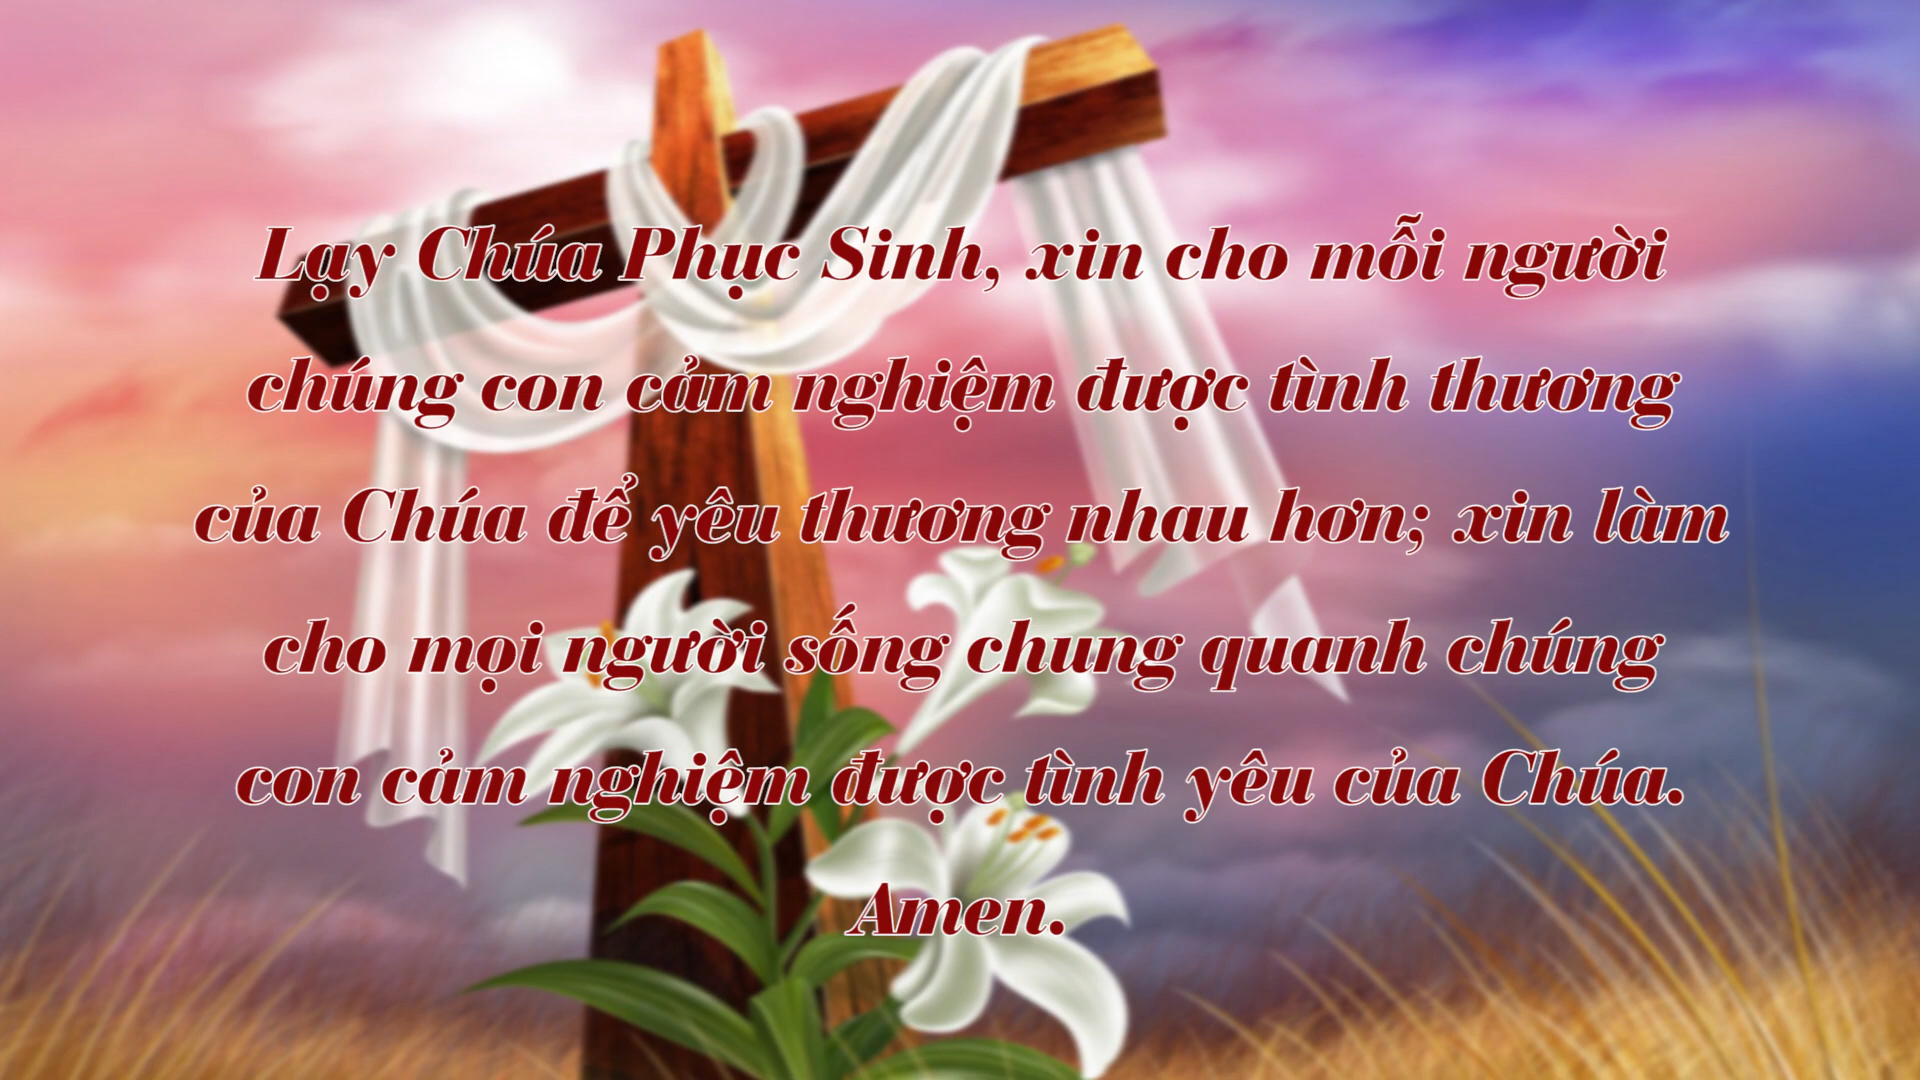 Lạy Chúa Phục Sinh, xin cho mỗi người
chúng con cảm nghiệm được tình thương
của Chúa để yêu thương nhau hơn; xin làm
cho mọi người sống chung quanh chúng
con cảm nghiệm được tình yêu của Chúa.
Amen.